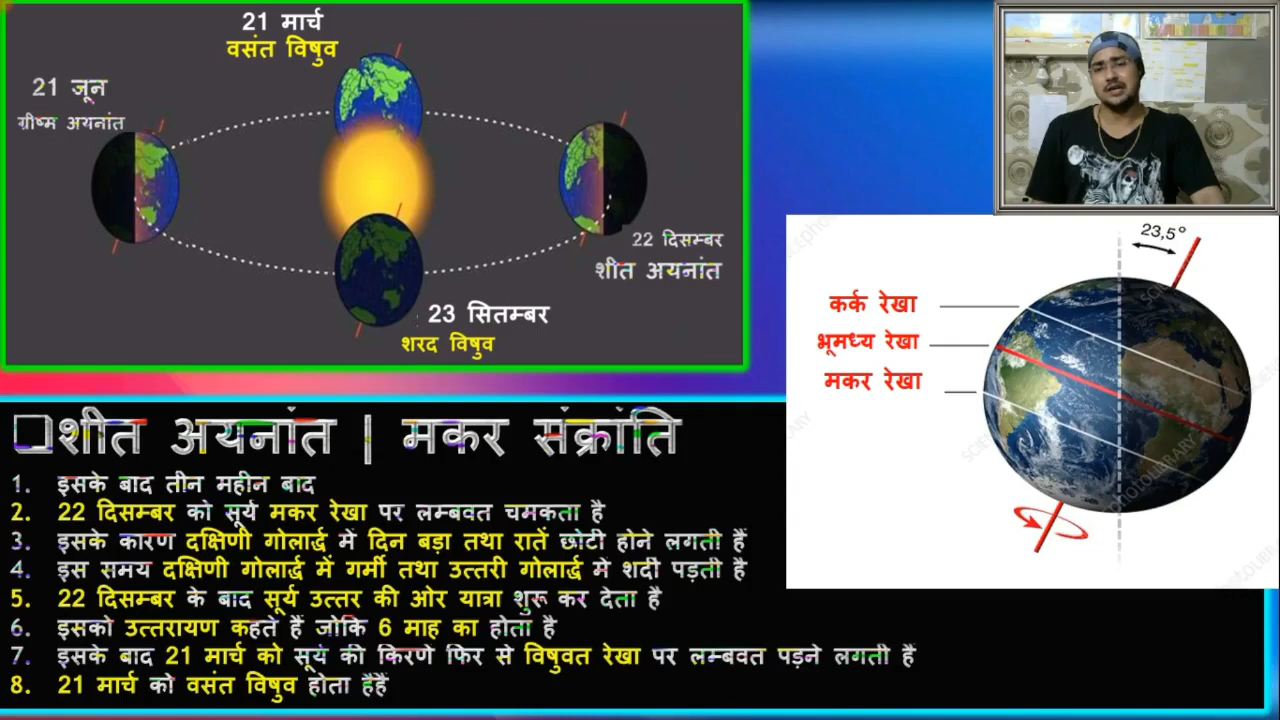 21 मार्च
वसंत विषुव
21 जून
ग्रीष्म अयनांत
22 दिसम्बर
शीत अयनांत
23 सितम्बर
शरद विषुव
23,5°
कर्क रेखा
भूमध्य रेखा
मकर रेखा
शीत अयनांत | मकर संक्रांति
1. इसके बाद तीन महीन बाद
2. 22 दिसम्बर को सूर्य मकर रेखा पर लम्बवत चमकता है
3. इसके कारण दक्षिणी गोलार्द्ध में दिन बड़ा तथा रातें छोटी होने लगती हैं
4. इस समय दक्षिणी गोलार्द्ध में गर्मी तथा उत्तरी गोलार्द्ध मे शर्दी पड़ती है
5. 22 दिसम्बर के बाद सूर्य उत्तर की ओर यात्रा शुरू कर देता है
6. इसको उत्तरायण कहते हैं जोकि 6 माह का होता है
7. इसके बाद 21 मार्च को सूर्य की किरणे फिर से विषुवत रेखा पर लम्बवत पड़ने लगती हैं
8. 21 मार्च को वसंत विषुव होता हैहैं